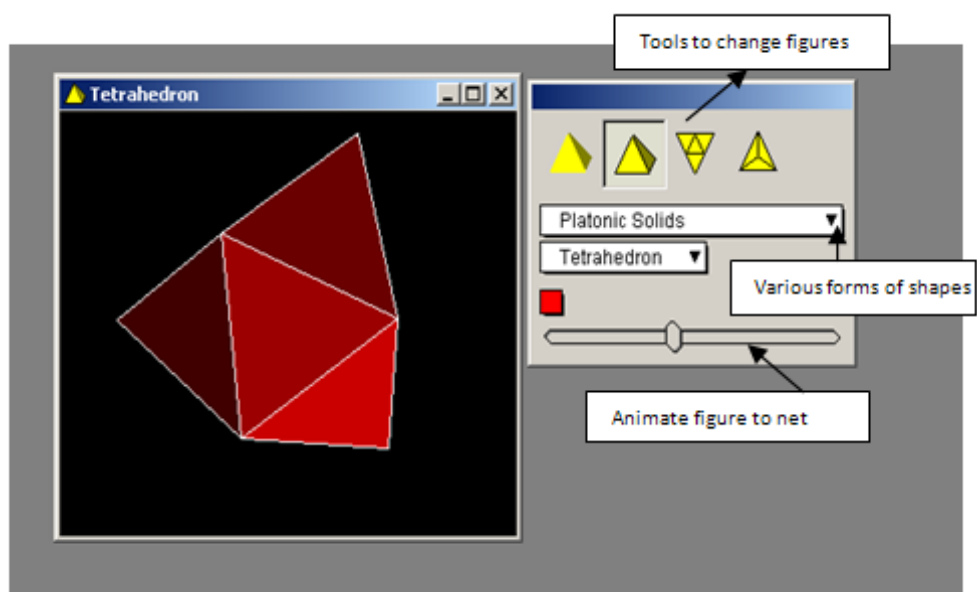 Tools to change figures
Tetrahedron
Platonic Solids
Tetrahedron
Various forms of shapes
Animate figure to net